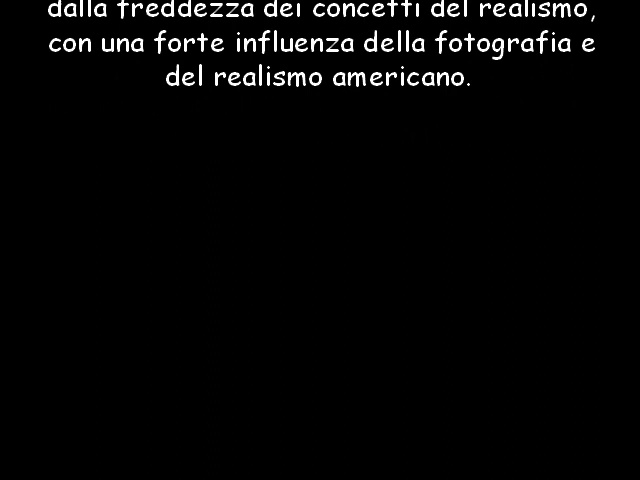 dalla freddezza dei concetti del realismo,
con una forte influenza della fotografia e
del realismo americano.